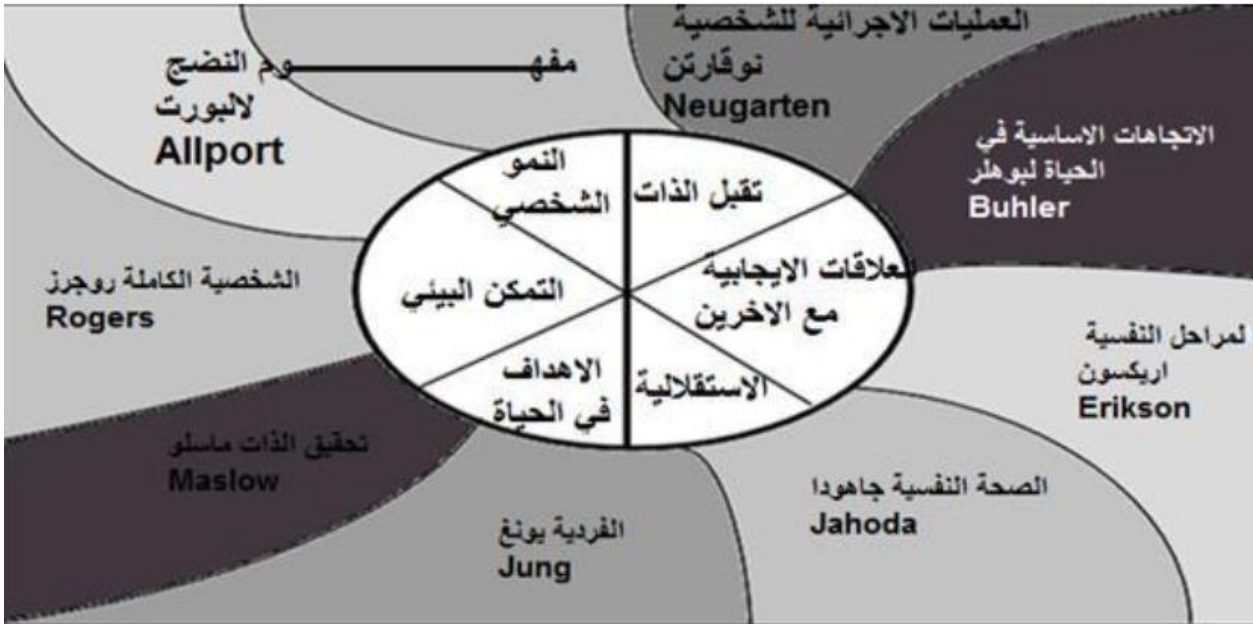 العمليات الاجرائية للشخصية
نوقارتن
Neugarten
مفهـــوم النضج
لالبورت
Allport
الاتجاهات الاساسية في
الحياة لبوهلر
Buhler
النمو
الشخصي
تقبل الذات
لعلاقات الايجابية
مع الاخرين
التمكن البيئي
الاهداف
في الحياة
الاستقلالية
الشخصية الكاملة روجرز
Rogers
لمراحل النفسية
اريكسون
Erikson
تحقيق الذات ماسلو
Maslow
الصحة النفسية جاهودا
Jahoda
الفردية يونغ
Jung